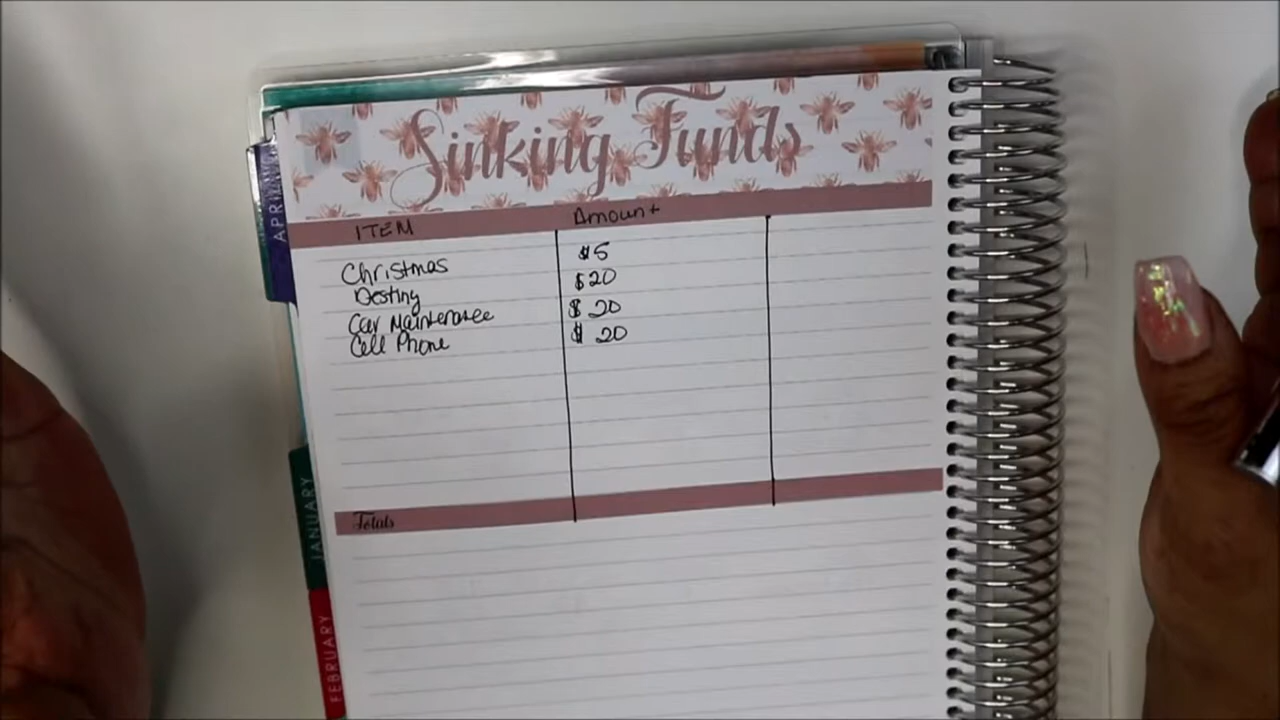 Sinking Funds
ITEM Amount
Christmas $5
Destiny $20
Car Maintenance $20
Cell Phone $20
Totals
APRIL
JANUARY
FEBRUARY